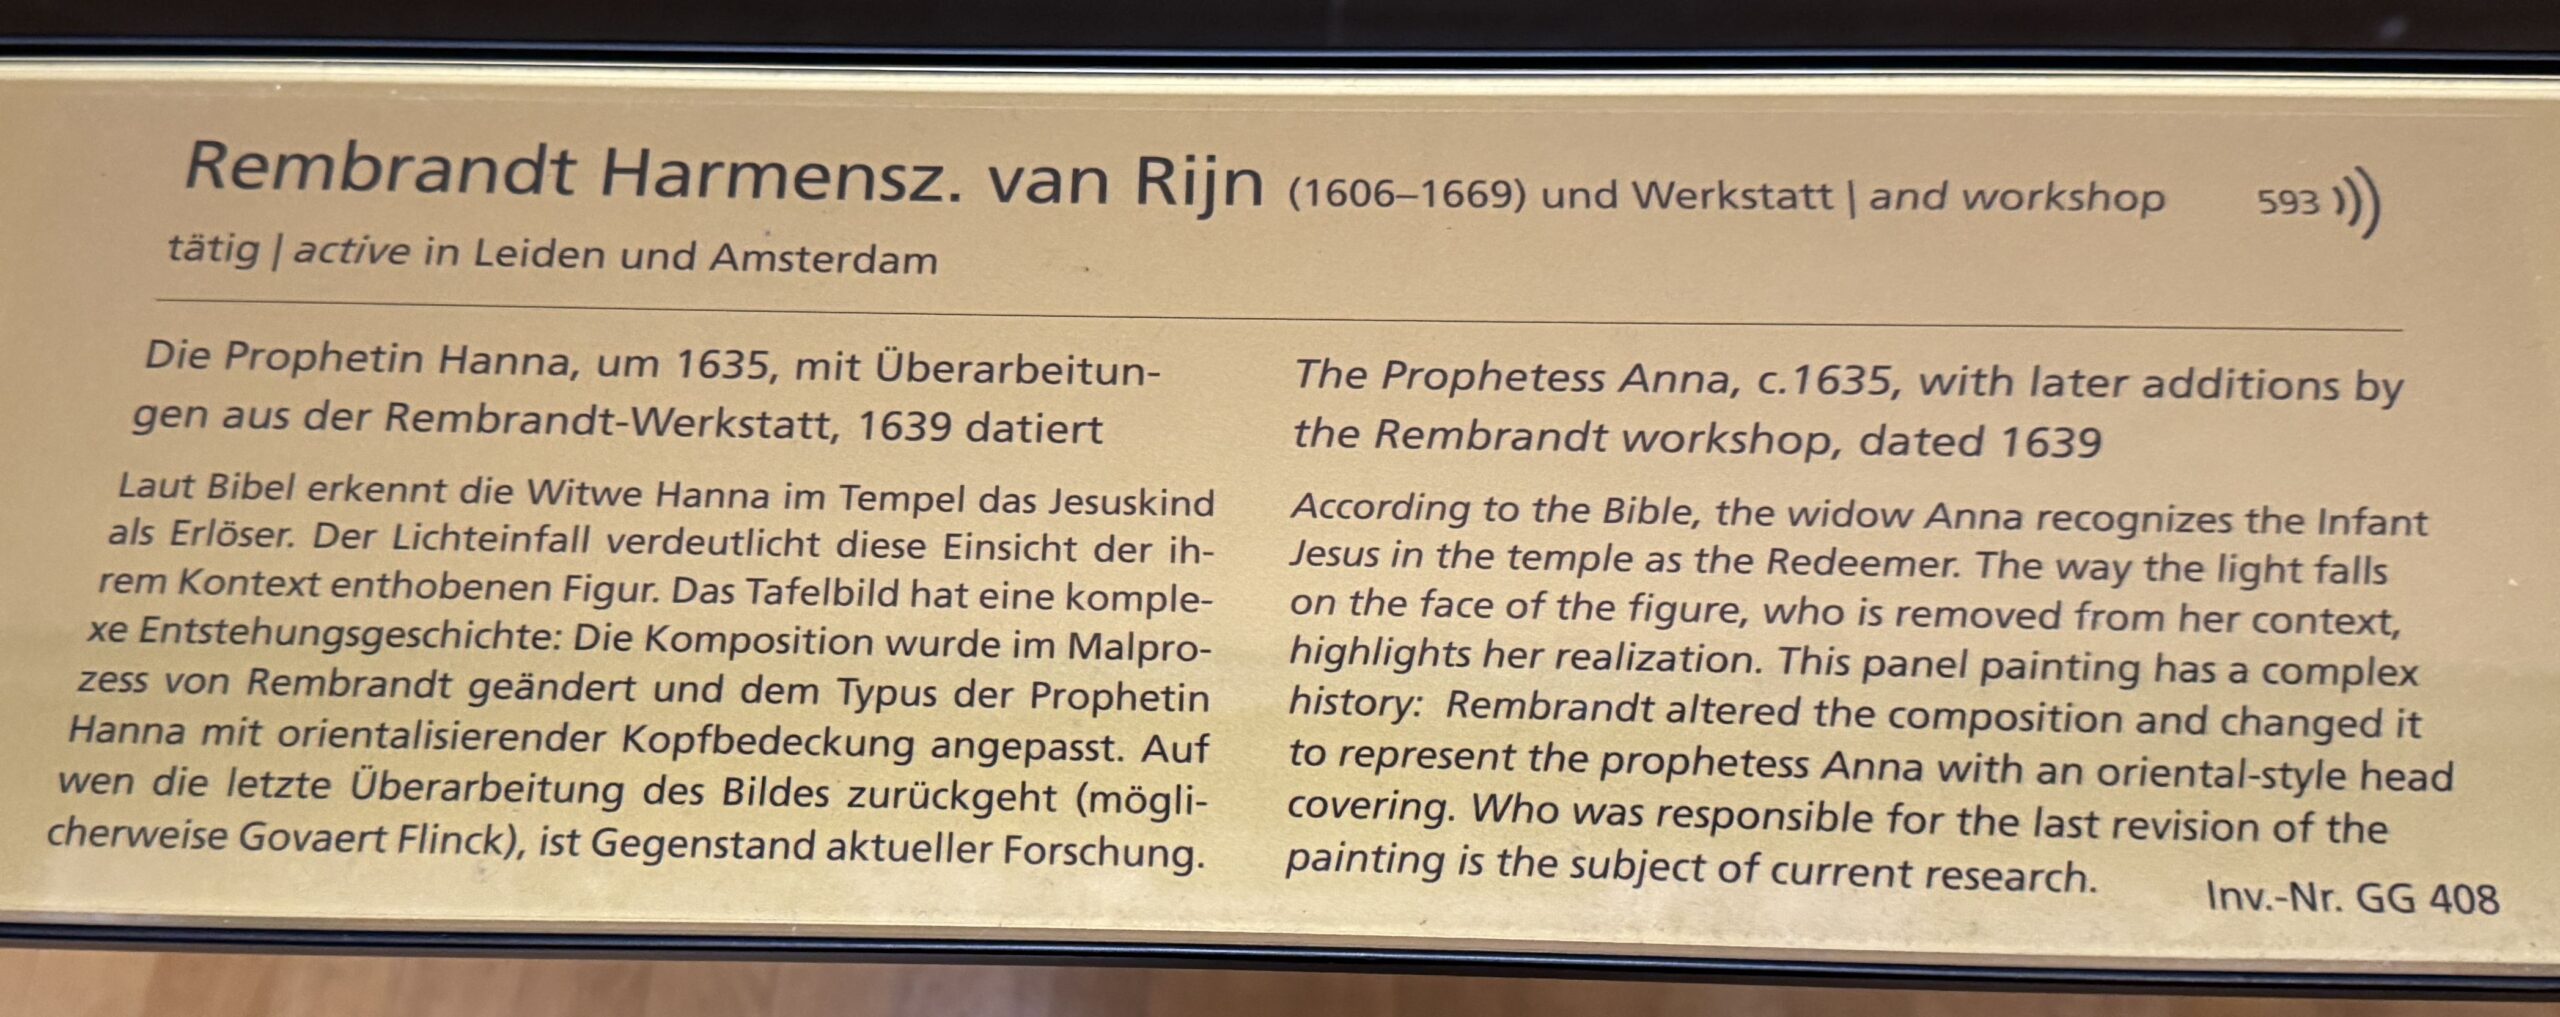 Rembrandt Harmensz. van Rijn (1606–1669) und Werkstatt | and workshop 593
tätig | active in Leiden und Amsterdam
Die Prophetin Hanna, um 1635, mit Überarbeitun-
gen aus der Rembrandt-Werkstatt, 1639 datiert
Laut Bibel erkennt die Witwe Hanna im Tempel das Jesuskind
als Erlöser. Der Lichteinfall verdeutlicht diese Einsicht der ih-
rem Kontext enthobenen Figur. Das Tafelbild hat eine komple-
xe Entstehungsgeschichte: Die Komposition wurde im Malpro-
zess von Rembrandt geändert und dem Typus der Prophetin
Hanna mit orientalisierender Kopfbedeckung angepasst. Auf
wen die letzte Überarbeitung des Bildes zurückgeht (mögli-
cherweise Govaert Flinck), ist Gegenstand aktueller Forschung.
The Prophetess Anna, c.1635, with later additions by
the Rembrandt workshop, dated 1639
According to the Bible, the widow Anna recognizes the Infant
Jesus in the temple as the Redeemer. The way the light falls
on the face of the figure, who is removed from her context,
highlights her realization. This panel painting has a complex
history: Rembrandt altered the composition and changed it
to represent the prophetess Anna with an oriental-style head
covering. Who was responsible for the last revision of the
painting is the subject of current research.
Inv.-Nr. GG 408